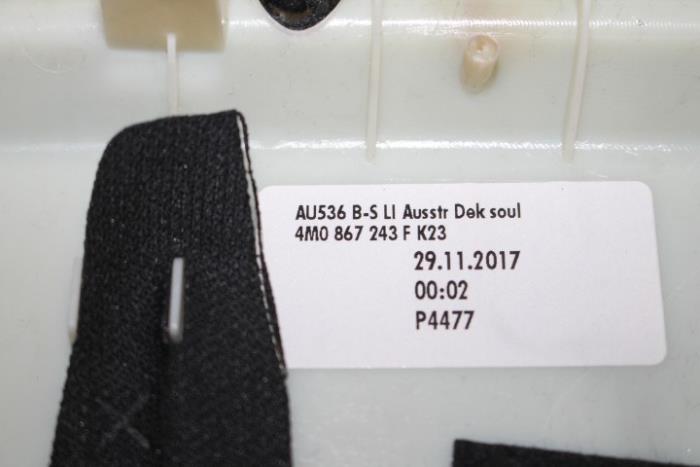 AU536 B-S LI Ausstr Dek soul
4M0 867 243 F K23
29.11.2017
00:02
P4477